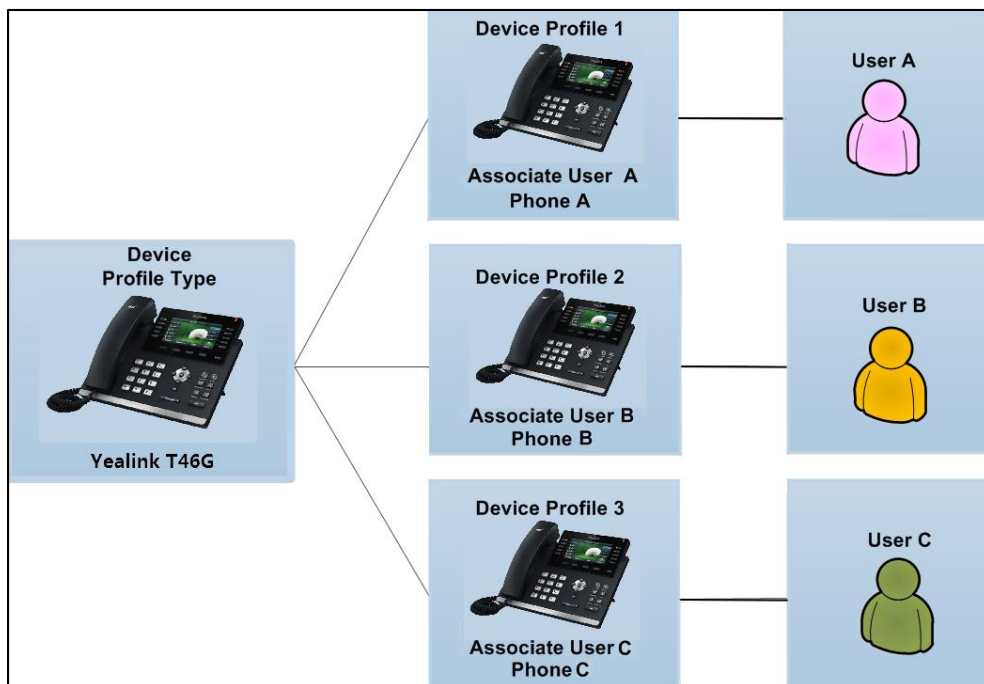 Device
Profile Type
Yealink T46G
Device Profile 1
Associate User A
Phone A
User A
Device Profile 2
Associate User B
Phone B
User B
Device Profile 3
Associate User C
Phone C
User C